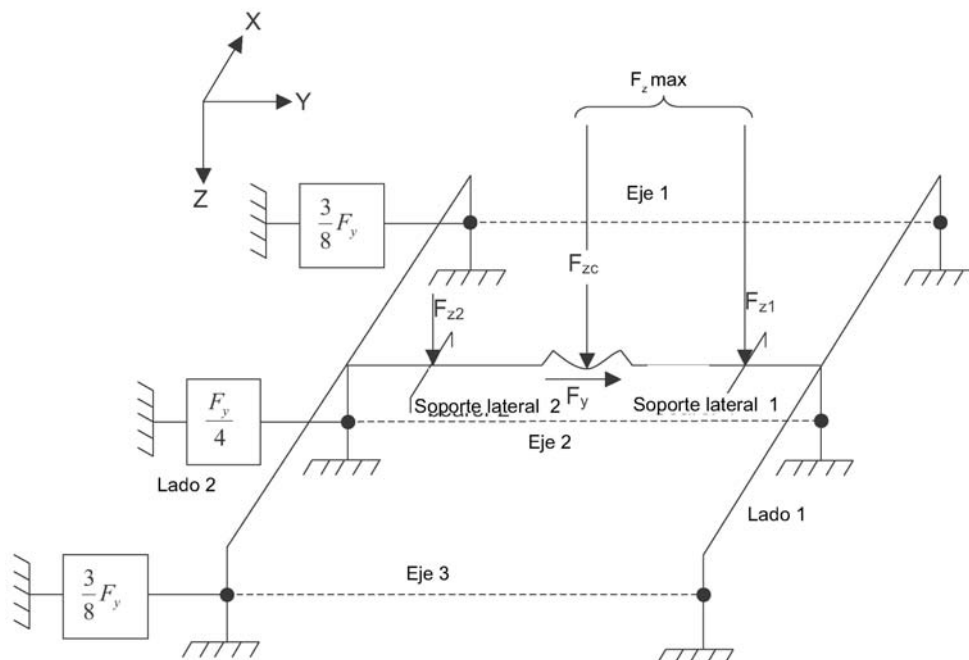 X
Y
Z
F_z max
Eje 1
3/8 F_y
F_zc
F_z2
F_z1
Soporte lateral 2
F_y
Soporte lateral 1
F_y/4
Eje 2
Lado 2
Lado 1
Eje 3
3/8 F_y